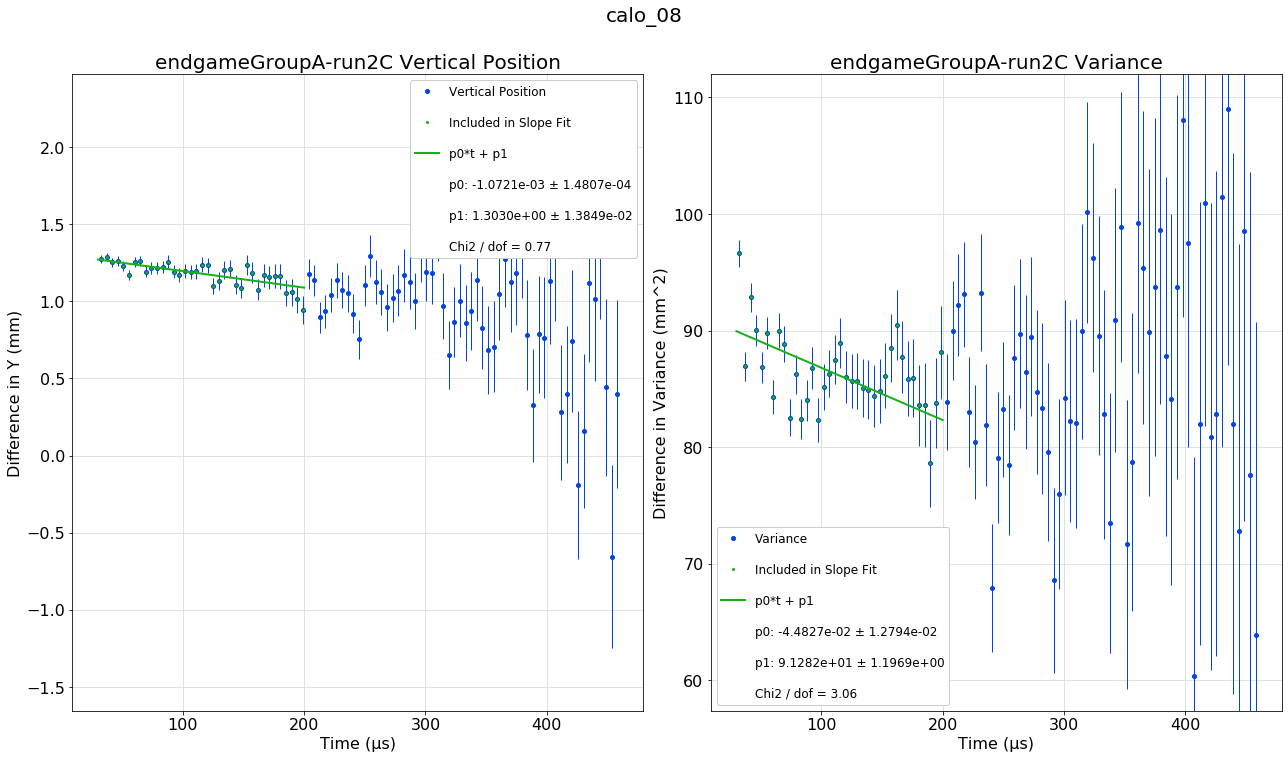 calo_08
endgameGroupA-run2C Vertical Position
Difference in Y (mm)
2.0
1.5
1.0
0.5
0.0
−0.5
−1.0
−1.5
Vertical Position
Included in Slope Fit
p0*t + p1
p0: -1.0721e-03 ± 1.4807e-04
p1: 1.3030e+00 ± 1.3849e-02
Chi2 / dof = 0.77
100 200 300 400
Time (μs)
endgameGroupA-run2C Variance
Difference in Variance (mm^2)
110
100
90
80
70
60
Variance
Included in Slope Fit
p0*t + p1
p0: -4.4827e-02 ± 1.2794e-02
p1: 9.1282e+01 ± 1.1969e+00
Chi2 / dof = 3.06
100 200 300 400
Time (μs)